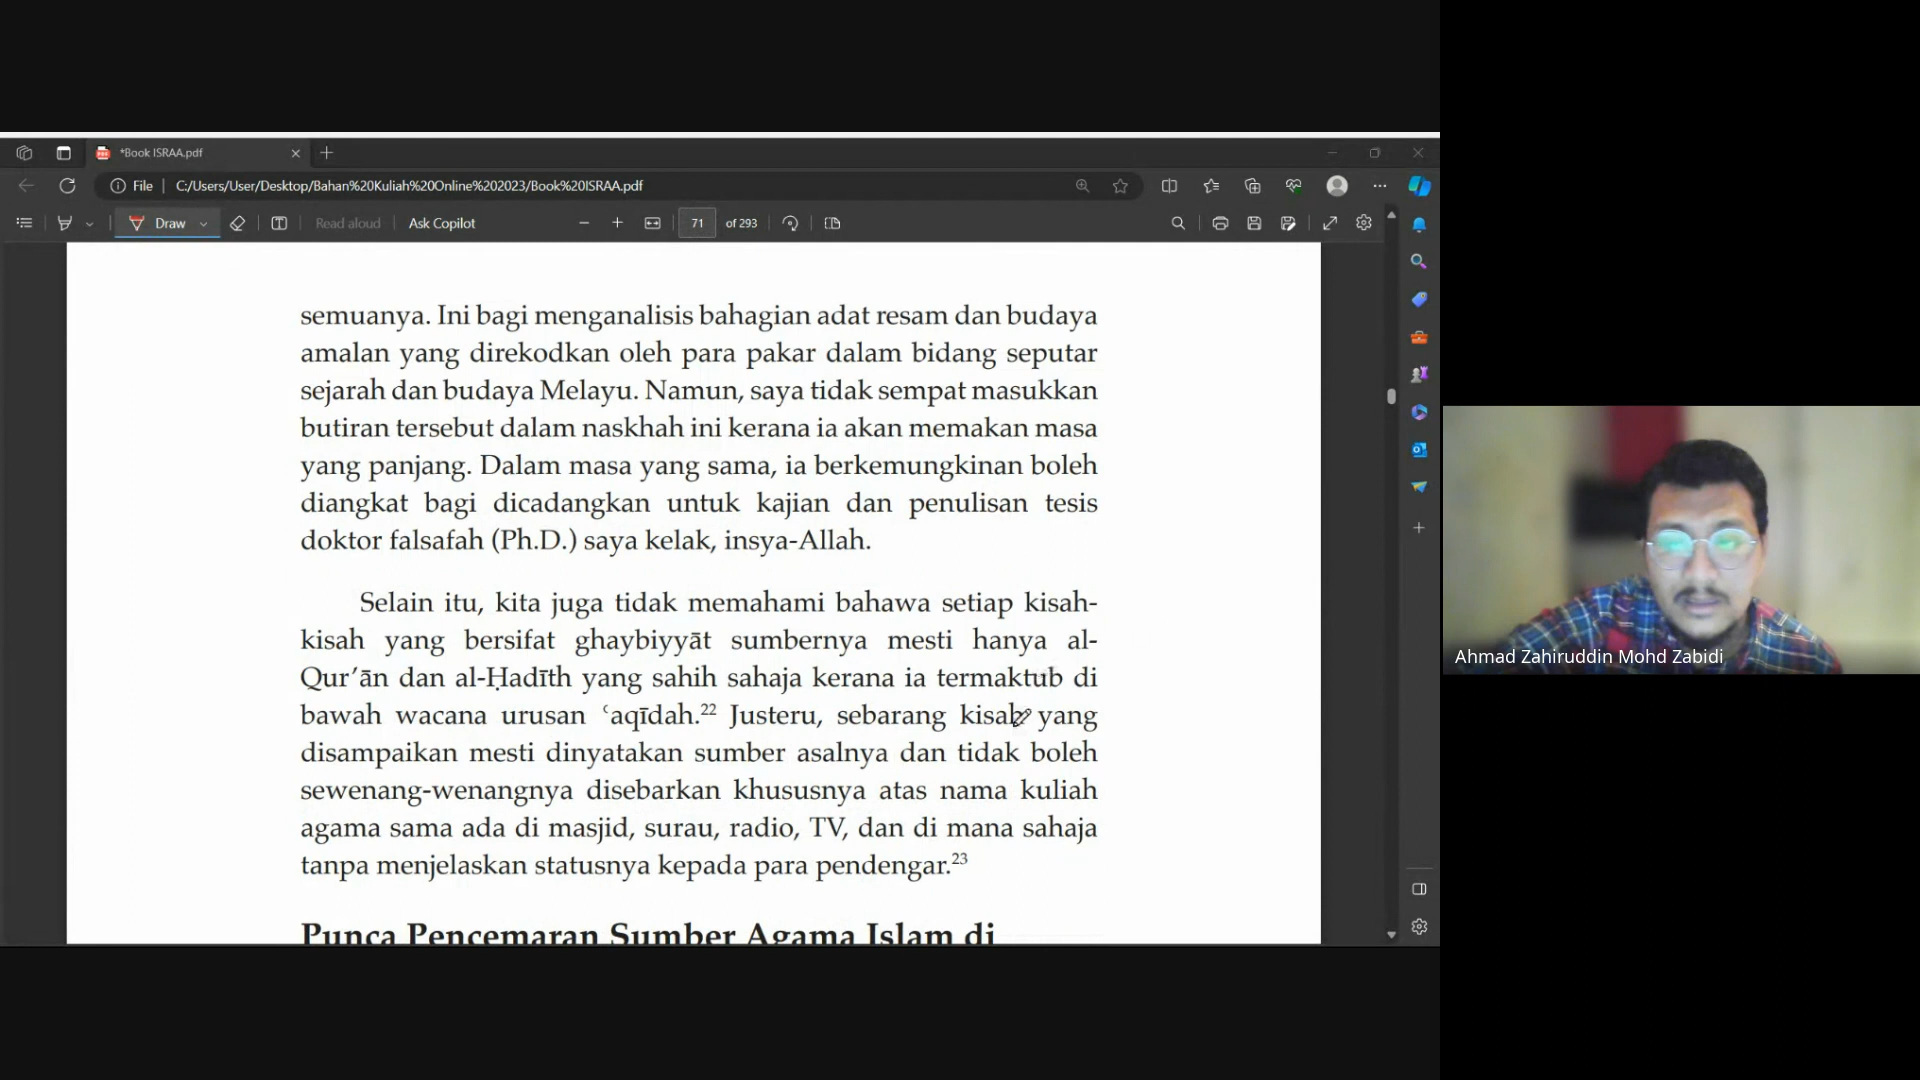 *Book ISRAA.pdf
File C:/Users/User/Desktop/Bahan%20Kuliah%20Online%202023/Book%20ISRAA.pdf
Draw Read aloud Ask Copilot 71 of 293
semuanya. Ini bagi menganalisis bahagian adat resam dan budaya
amalan yang direkodkan oleh para pakar dalam bidang seputar
sejarah dan budaya Melayu. Namun, saya tidak sempat masukkan
butiran tersebut dalam naskhah ini kerana ia akan memakan masa
yang panjang. Dalam masa yang sama, ia berkemungkinan boleh
diangkat bagi dicadangkan untuk kajian dan penulisan tesis
doktor falsafah (Ph.D.) saya kelak, insya-Allah.
Selain itu, kita juga tidak memahami bahawa setiap kisah-
kisah yang bersifat ghaybiyyāt sumbernya mesti hanya al-
Qur’ān dan al-Ḥadīth yang sahih sahaja kerana ia termaktub di
bawah wacana urusan ʿaqīdah.22 Justeru, sebarang kisah yang
disampaikan mesti dinyatakan sumber asalnya dan tidak boleh
sewenang-wenangnya disebarkan khususnya atas nama kuliah
agama sama ada di masjid, surau, radio, TV, dan di mana sahaja
tanpa menjelaskan statusnya kepada para pendengar.23
Punca Pencemaran Sumber Agama Islam di
Ahmad Zahiruddin Mohd Zabidi